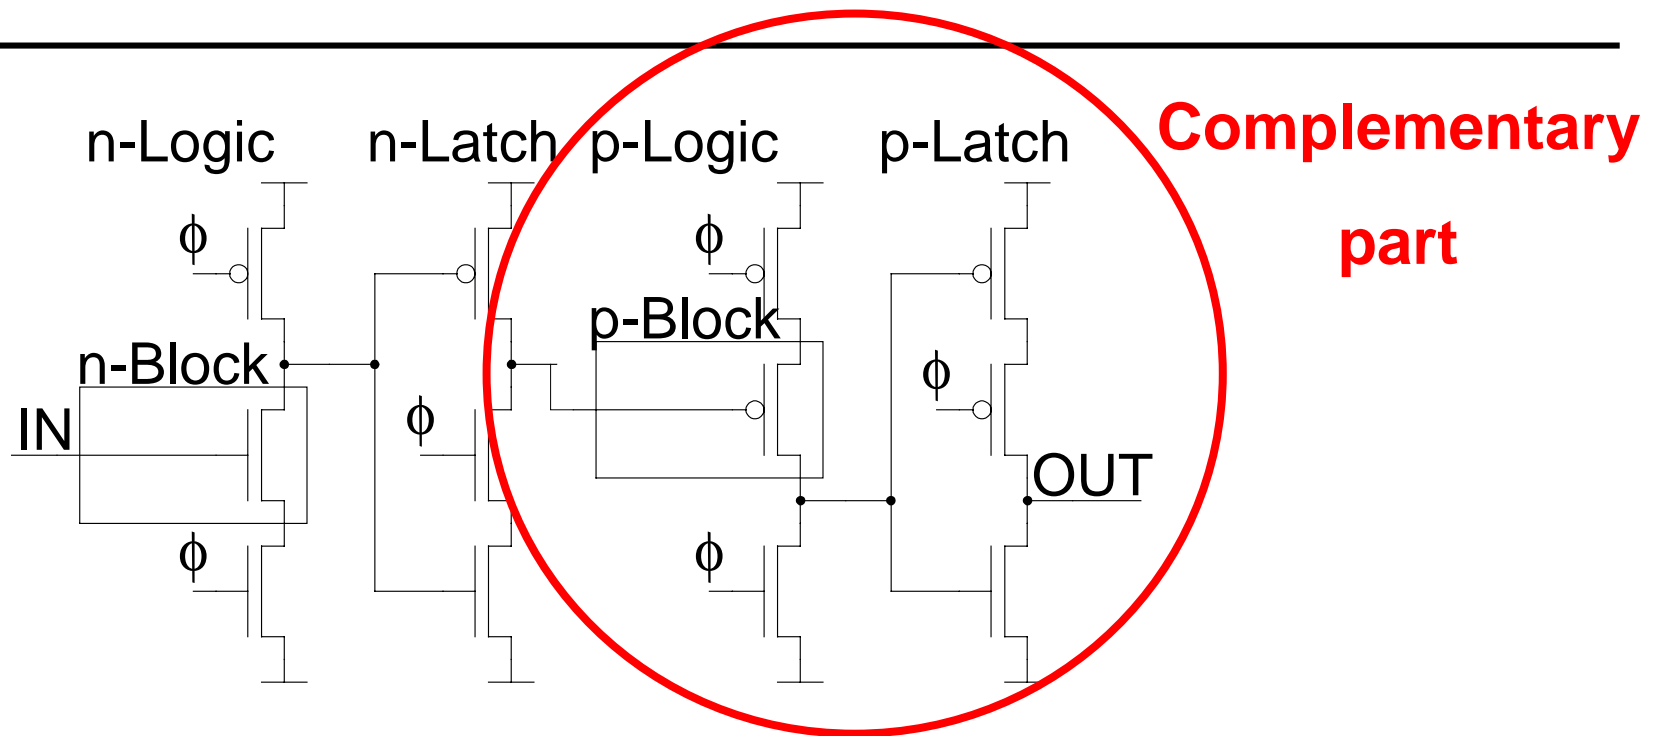 n-Logic n-Latch p-Logic p-Latch
Complementary
part
ϕ ϕ
p-Block
n-Block
ϕ
ϕ
IN
OUT
ϕ ϕ